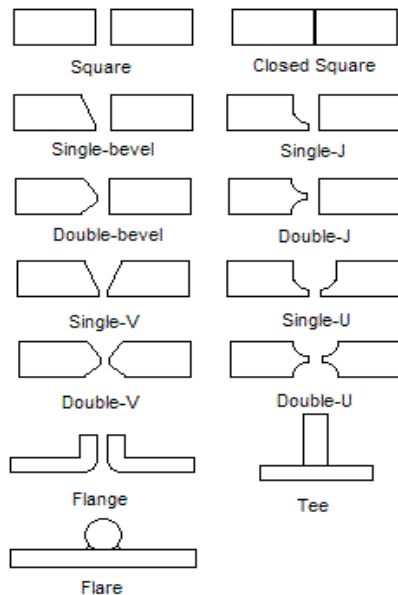 Square
Closed Square
Single-bevel
Single-J
Double-bevel
Double-J
Single-V
Single-U
Double-V
Double-U
Flange
Tee
Flare